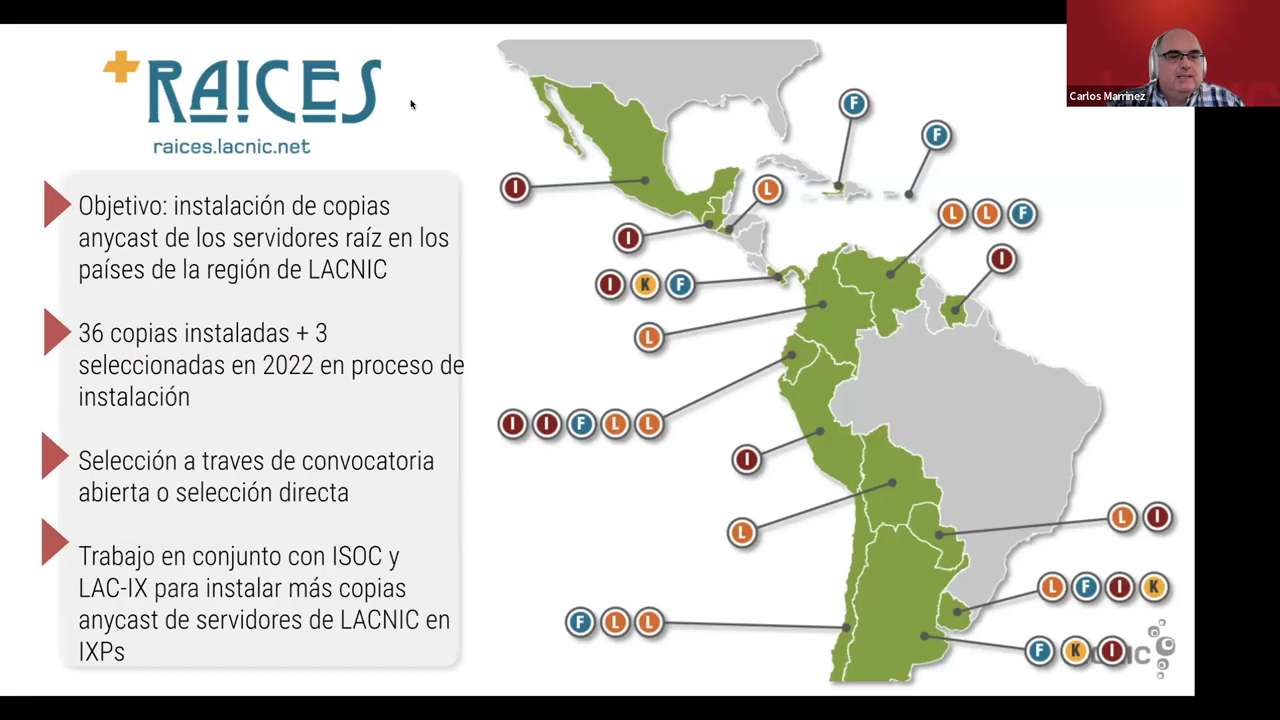 +RAICES
raices.lacnic.net
Objetivo: instalación de copias
anycast de los servidores raíz en los
países de la región de LACNIC
36 copias instaladas + 3
seleccionadas en 2022 en proceso de
instalación
Selección a traves de convocatoria
abierta o selección directa
Trabajo en conjunto con ISOC y
LAC-IX para instalar más copias
anycast de servidores de LACNIC en
IXPs
Carlos Marrinez
F
F
I
L
L L F
I
I
I K F
L
I I F L L
I
L
L I
L F I K
F L L
F K I